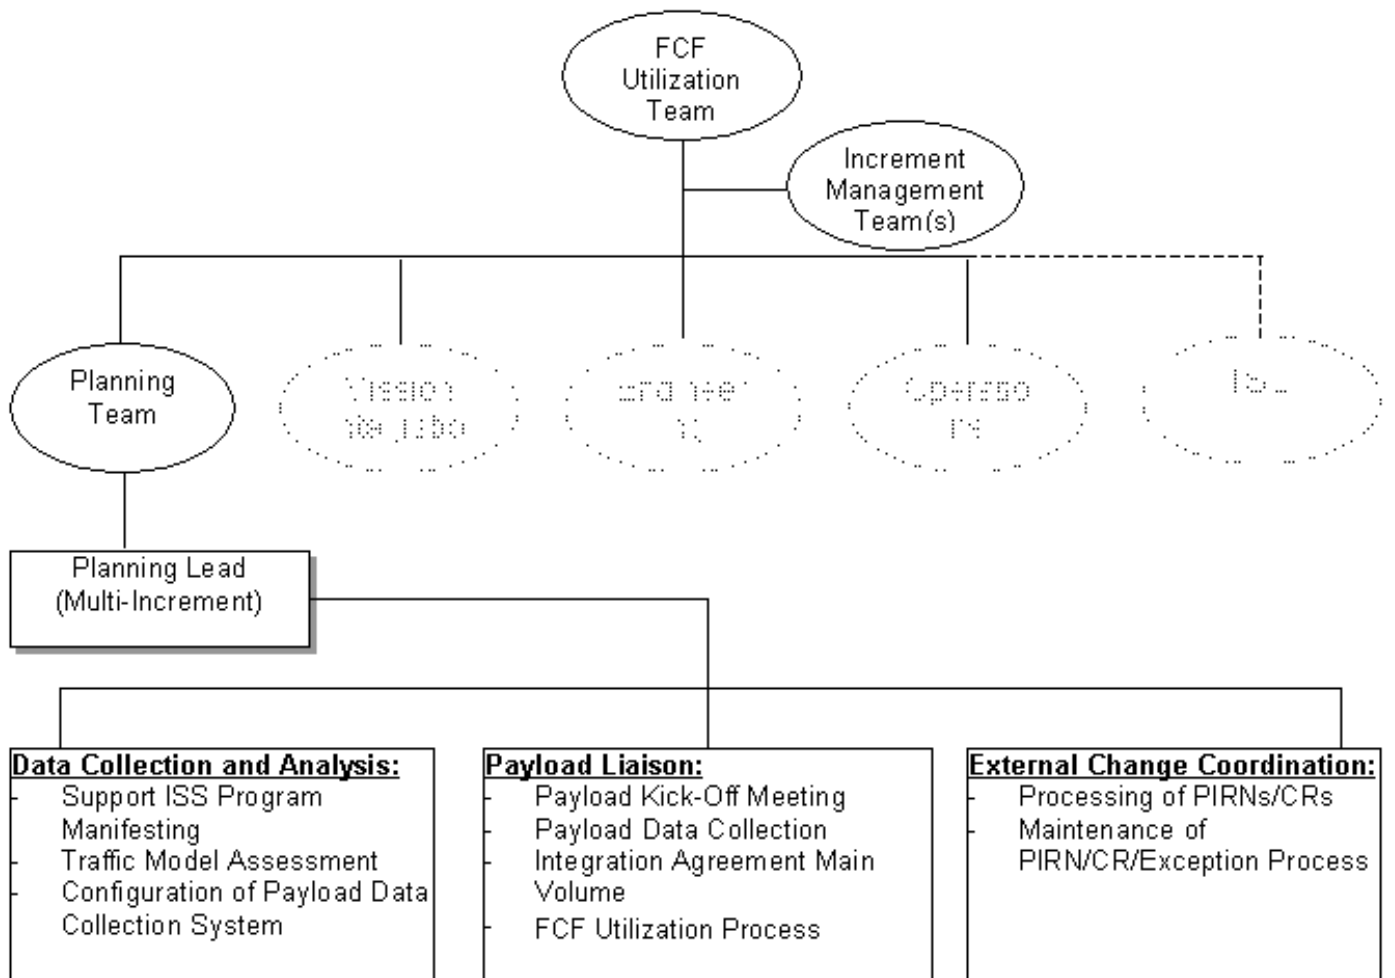 FCF
Utilization
Team
Increment
Management
Team(s)
Planning
Team
Planning Lead
(Multi-Increment)
Data Collection and Analysis:
- Support ISS Program
Manifesting
- Traffic Model Assessment
- Configuration of Payload Data
Collection System
Payload Liaison:
- Payload Kick-Off Meeting
- Payload Data Collection
- Integration Agreement Main
Volume
- FCF Utilization Process
External Change Coordination:
- Processing of PIRNs/CRs
- Maintenance of
PIRN/CR/Exception Process